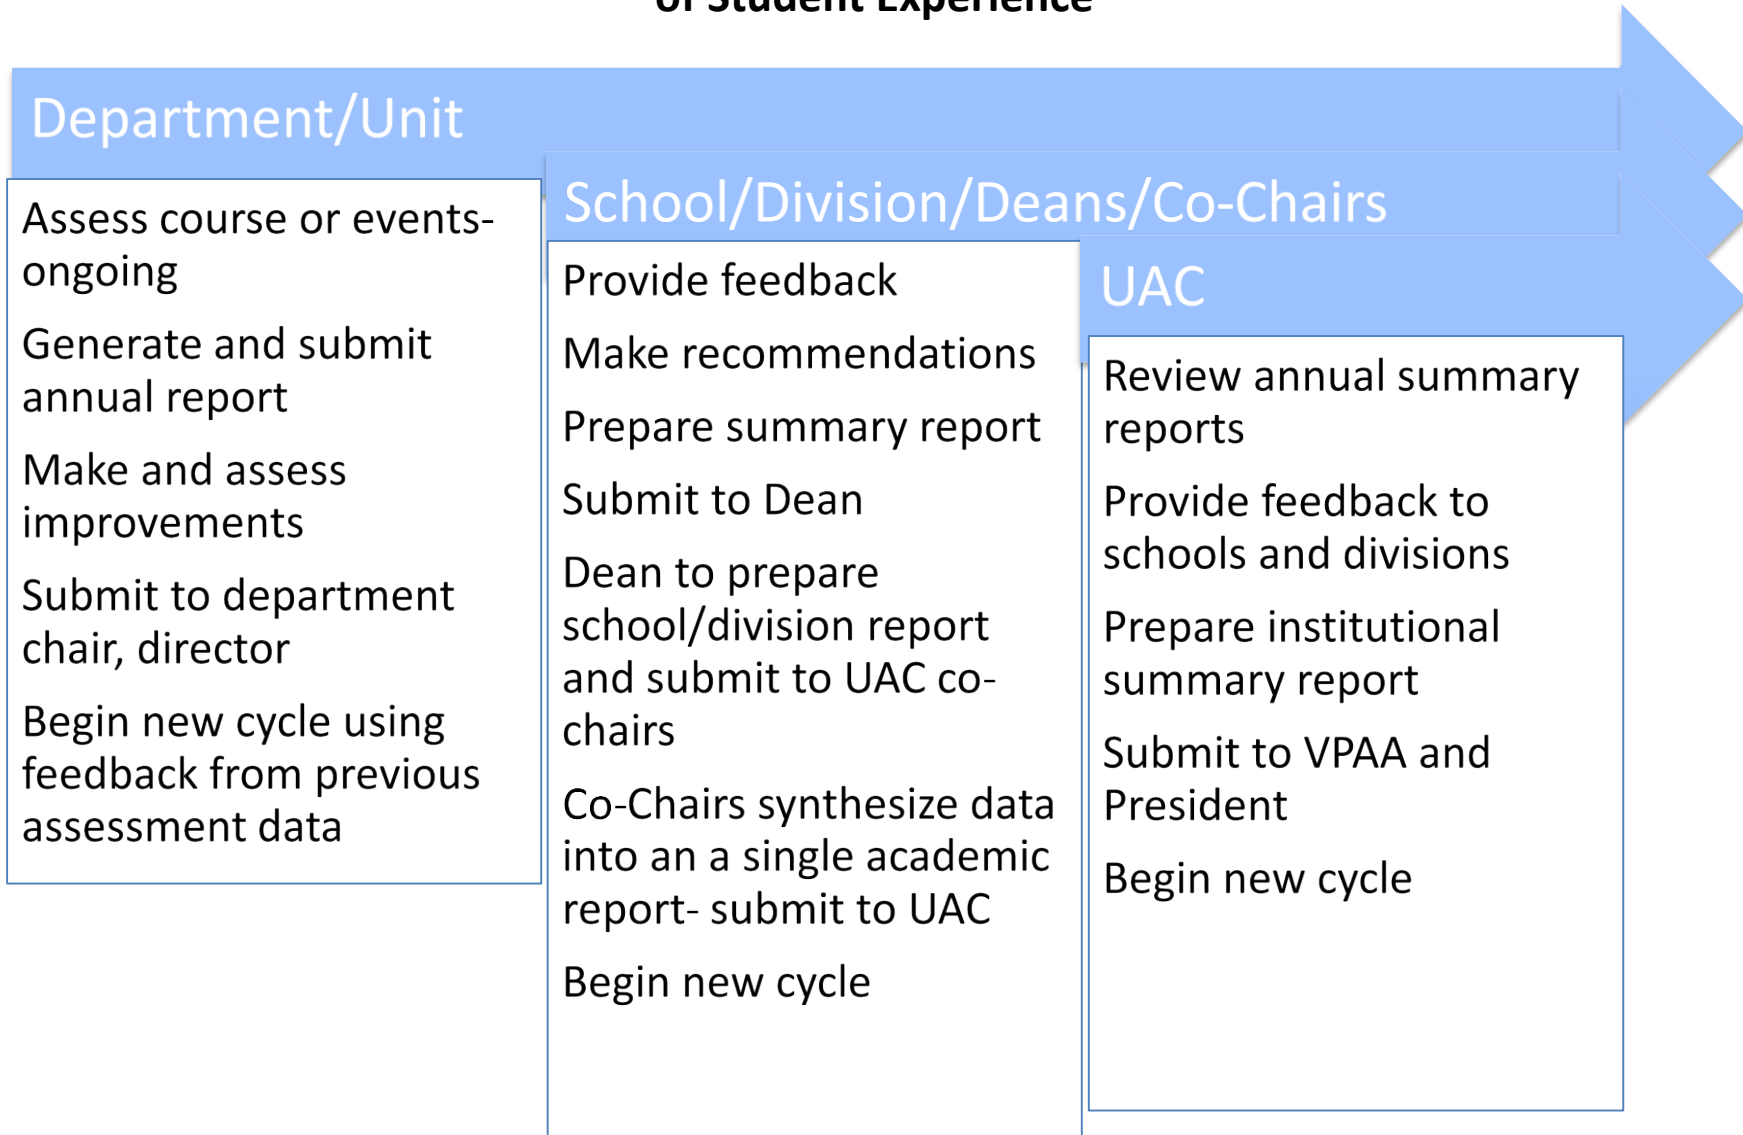 of Student Experience
Department/Unit
Assess course or events-
ongoing
Generate and submit
annual report
Make and assess
improvements
Submit to department
chair, director
Begin new cycle using
feedback from previous
assessment data
School/Division/Deans/Co-Chairs
Provide feedback
Make recommendations
Prepare summary report
Submit to Dean
Dean to prepare
school/division report
and submit to UAC co-
chairs
Co-Chairs synthesize data
into an a single academic
report- submit to UAC
Begin new cycle
UAC
Review annual summary
reports
Provide feedback to
schools and divisions
Prepare institutional
summary report
Submit to VPAA and
President
Begin new cycle